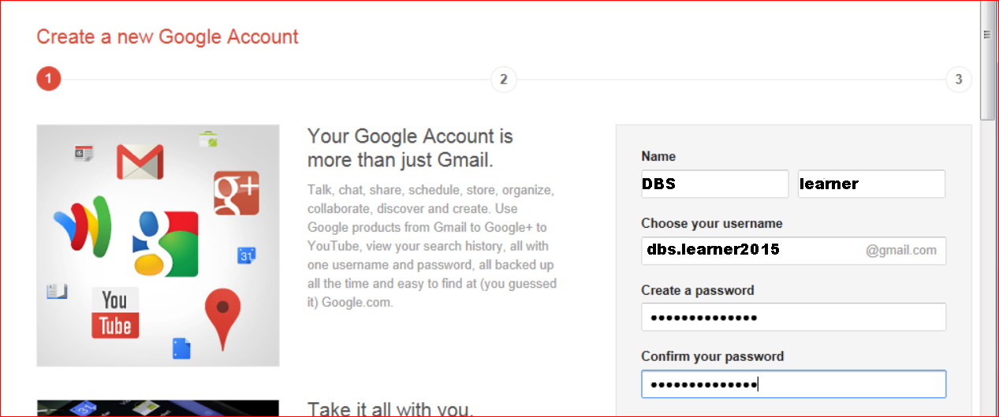 Create a new Google Account
1
2
3
g+
31
You
Tube
Your Google Account is
more than just Gmail.
Talk, chat, share, schedule, store, organize,
collaborate, discover and create. Use
Google products from Gmail to Google+ to
YouTube, view your search history, all with
one username and password, all backed up
all the time and easy to find at (you guessed
it) Google.com.
Name
DBS learner
Choose your username
dbs.learner2015 @gmail.com
Create a password
••••••••••••••
Confirm your password
••••••••••••••
31
Take it all with you.